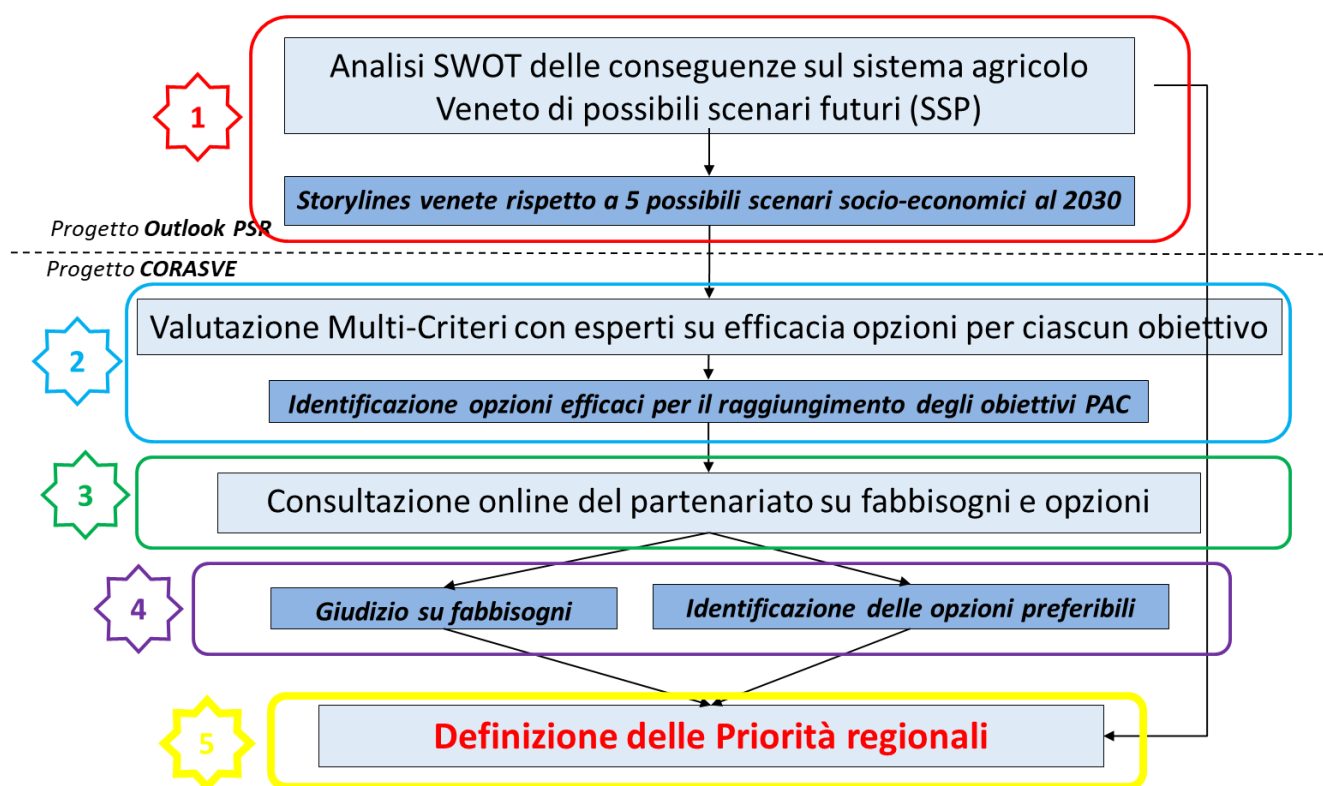 1
Analisi SWOT delle conseguenze sul sistema agricolo
Veneto di possibili scenari futuri (SSP)
Storylines venete rispetto a 5 possibili scenari socio-economici al 2030
Progetto Outlook PSR
Progetto CORASVE
2
Valutazione Multi-Criteri con esperti su efficacia opzioni per ciascun obiettivo
Identificazione opzioni efficaci per il raggiungimento degli obiettivi PAC
3
Consultazione online del partenariato su fabbisogni e opzioni
4
Giudizio su fabbisogni
Identificazione delle opzioni preferibili
5
Definizione delle Priorità regionali